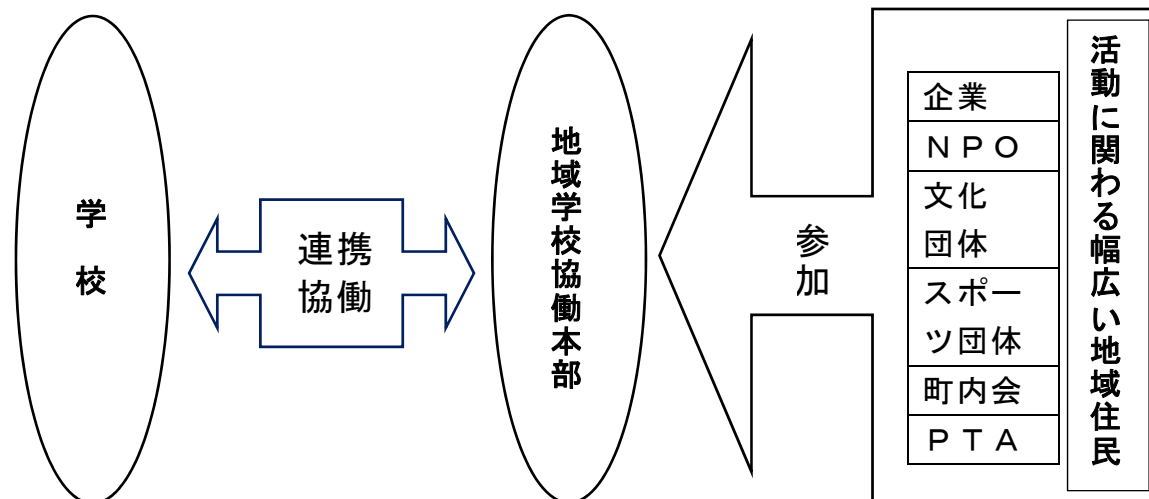 学校
連携
協働
地域学校協働本部
参加
企業
ＮＰＯ
文化
団体
スポー
ツ団体
町内会
ＰＴＡ
活動に関わる幅広い地域住民